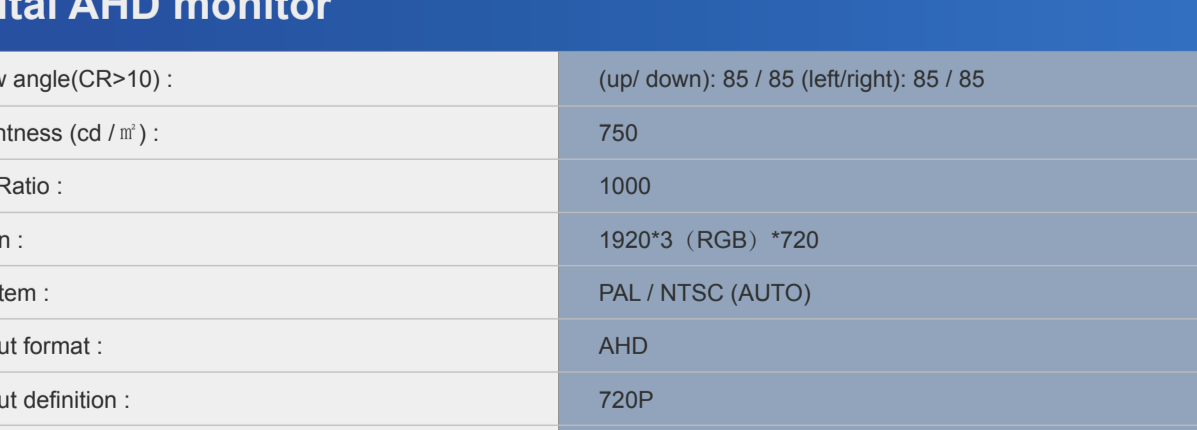 ital AHD monitor
w angle(CR>10) : (up/ down): 85 / 85 (left/right): 85 / 85
ntness (cd / ㎡) : 750
Ratio : 1000
n : 1920*3（RGB）*720
tem : PAL / NTSC (AUTO)
ut format : AHD
ut definition : 720P